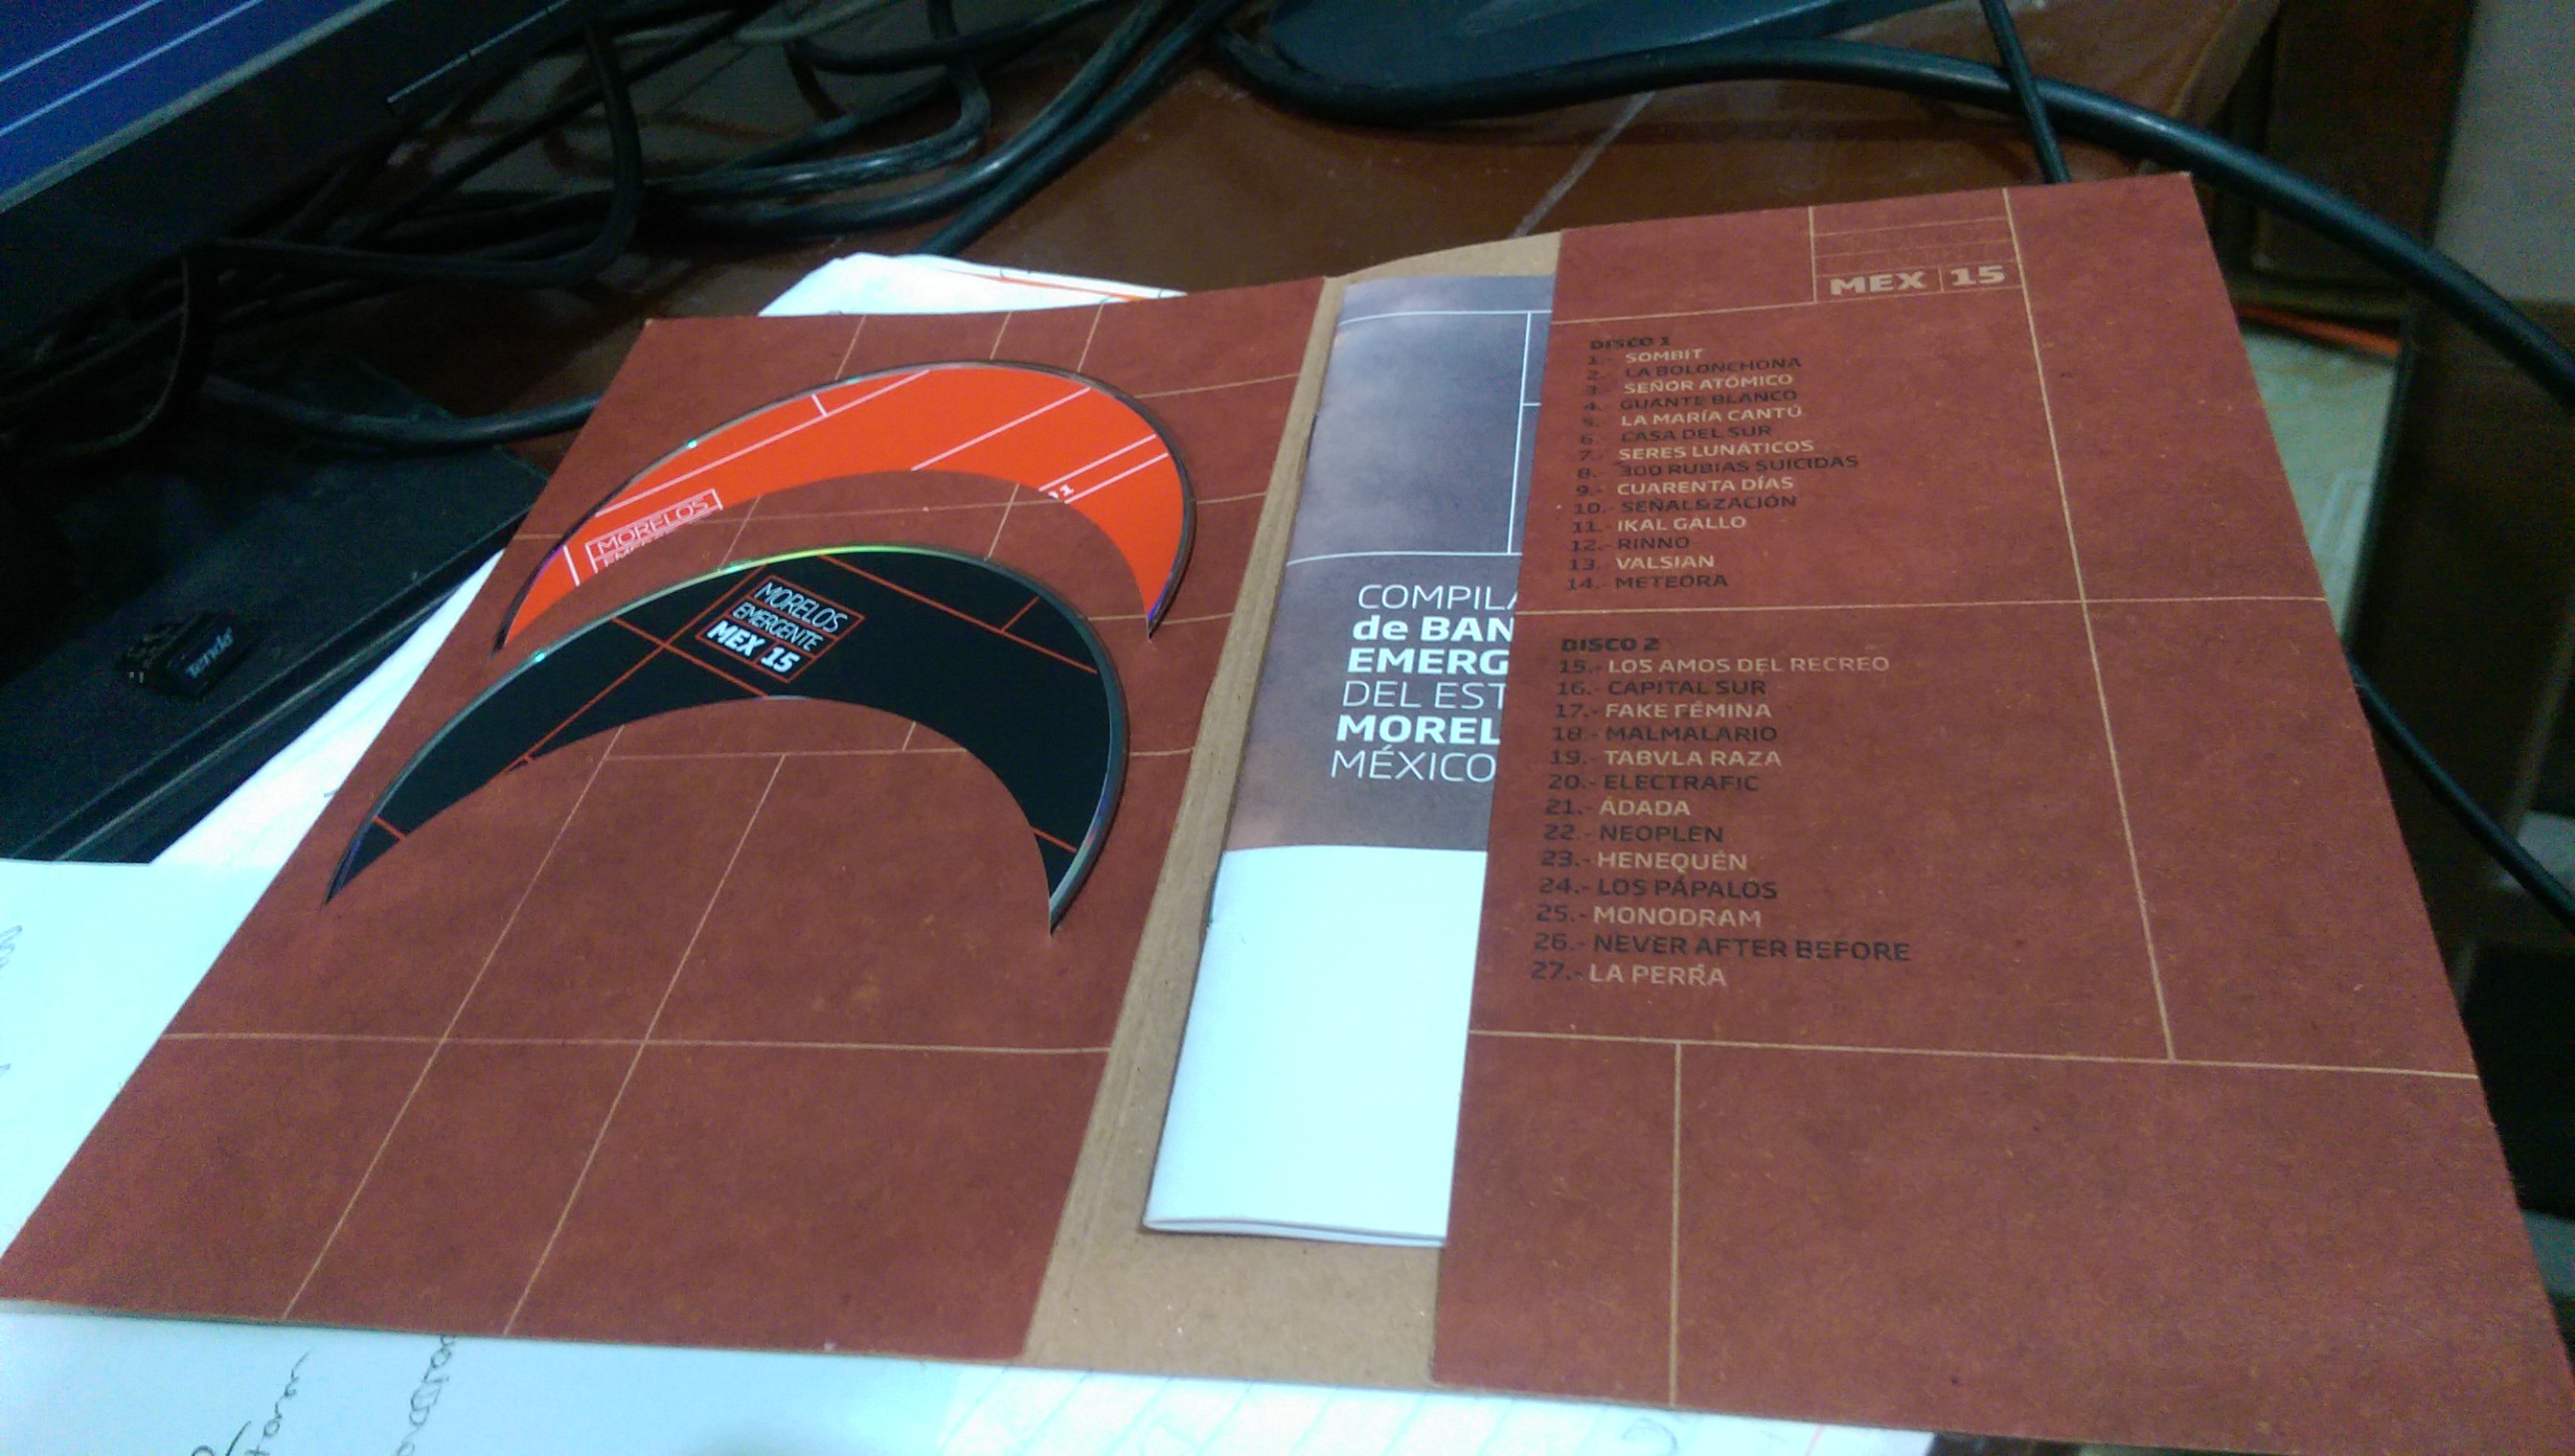 MORELOS
MORELOS
EMERGENTE
MEX 15
Tenda
COMPILA
de BAN
EMERG
DEL EST
MOREL
MÉXICO
MEX 15
DISCO 1
1.- SOMBIT
2.- LA BOLONCHONA
3.- SEÑOR ATÓMICO
4.- GUANTE BLANCO
5.- LA MARÍA CANTÚ
6.- CASA DEL SUR
7.- SERES LUNÁTICOS
8.- 300 RUBIAS SUICIDAS
9.- CUARENTA DÍAS
10.- SEÑAL&ZACIÓN
11.- IKAL GALLO
12.- RINNO
13.- VALSIAN
14.- METEORA
DISCO 2
15.- LOS AMOS DEL RECREO
16.- CAPITAL SUR
17.- FAKE FÉMINA
18.- MALMALARIO
19.- TABVLA RAZA
20.- ELECTRAFIC
21.- ÁDADA
22.- NEOPLEN
23.- HENEQUÉN
24.- LOS PÁPALOS
25.- MONODRAM
26.- NEVER AFTER BEFORE
27.- LA PERRA